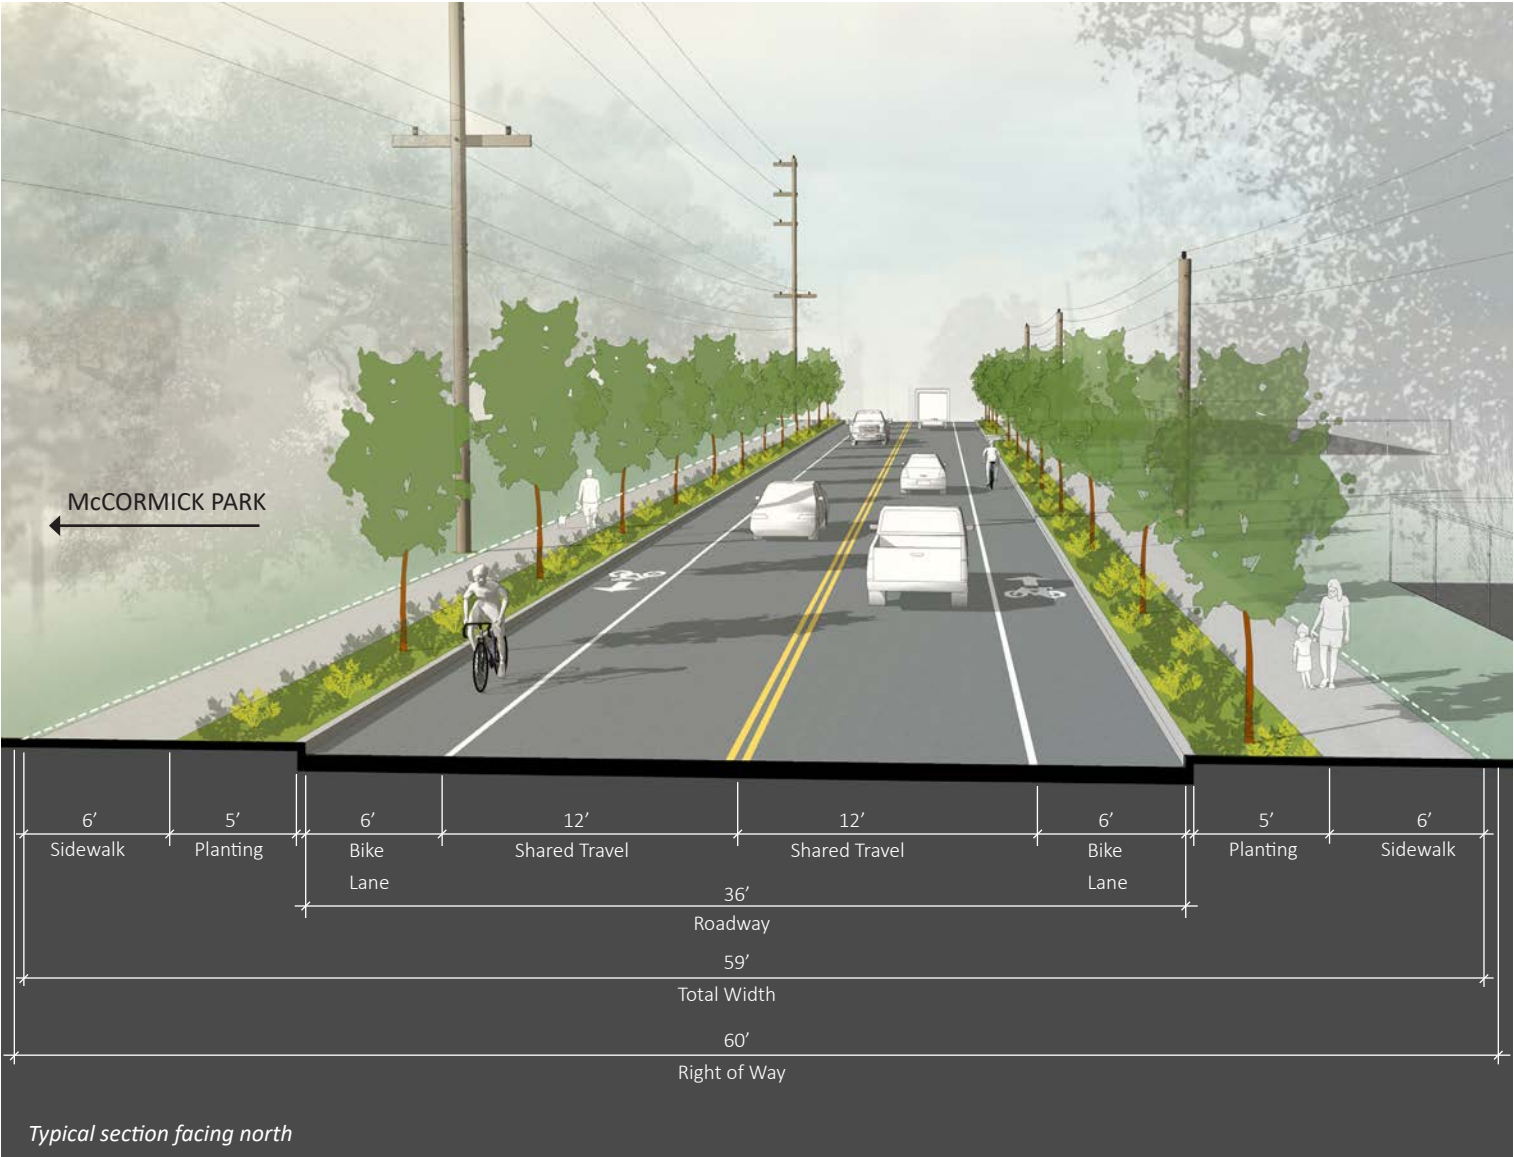 McCORMICK PARK
6’ 5’ 6’ 12’ 12’ 6’ 5’ 6’
Sidewalk Planting Bike Shared Travel Shared Travel Bike Planting Sidewalk
Lane Lane
36’
Roadway
59’
Total Width
60’
Right of Way
Typical section facing north